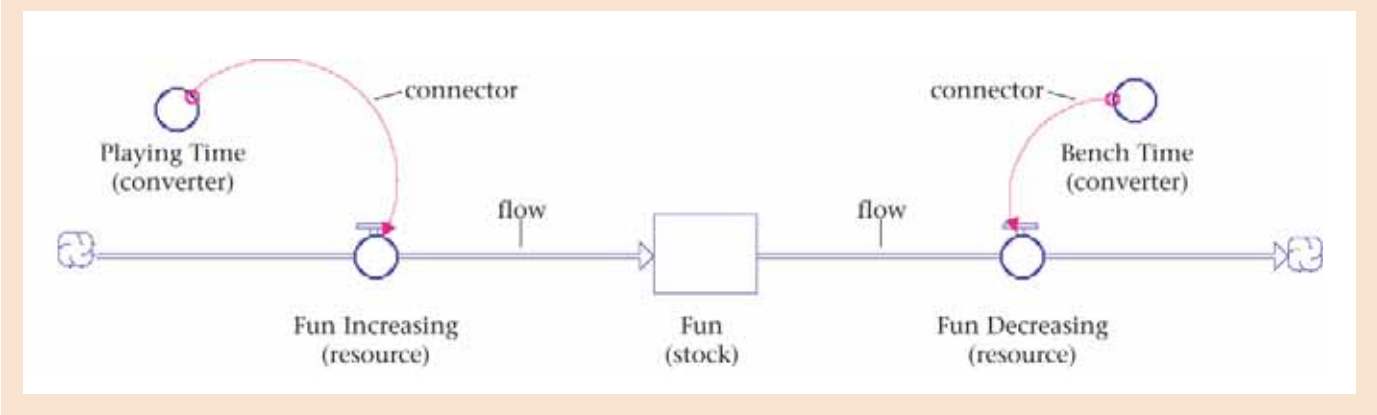 connector
connector
Playing Time
(converter)
Bench Time
(converter)
flow
flow
Fun Increasing
(resource)
Fun
(stock)
Fun Decreasing
(resource)